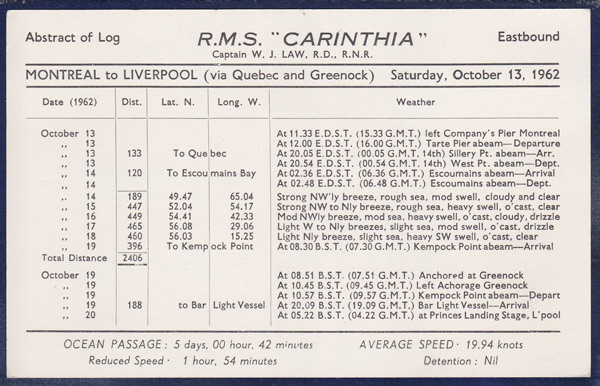 Abstract of Log R.M.S. "CARINTHIA" Eastbound
Captain W. J. LAW, R.D., R.N.R.
MONTREAL to LIVERPOOL (via Quebec and Greenock) Saturday, October 13, 1962
Date (1962) Dist. Lat. N. Long. W. Weather
October 13 At 11.33 E.D.S.T. (15.33 G.M.T.) left Company's Pier Montreal
„ 13 At 12.00 E.D.S.T. (16.00 G.M.T.) Tarte Pier abeam—Departure
„ 13 133 To Quebec At 20.05 E.D.S.T. (00.05 G.M.T. 14th) Sillery Pt. abeam—Arr.
„ 13 At 20.54 E.D.S.T. (00.54 G.M.T. 14th) West Pt. abeam—Dept.
„ 14 120 To Escoumains Bay At 02.36 E.D.S.T. (06.36 G.M.T.) Escoumains abeam—Arrival
„ 14 At 02.48 E.D.S.T. (06.48 G.M.T.) Escoumains abeam—Dept.
„ 14 189 49.47 65.04 Strong NW'ly breeze, rough sea, mod swell, cloudy and clear
„ 15 447 52.04 54.17 Strong NW to Nly breeze, rough sea, heavy swell, o'cast, clear
„ 16 449 54.41 42.33 Mod NWly breeze, mod sea, heavy swell, o'cast, cloudy, drizzle
„ 17 465 56.08 29.06 Light W to Nly breezes, slight sea, mod swell, o'cast, drizzle
„ 18 460 56.03 15.25 Light Nly breeze, slight sea, heavy SW swell, o'cast, clear
„ 19 396 To Kempock Point At 08.30 B.S.T. (07.30 G.M.T.) Kempock Point abeam—Arrival
Total Distance 2406
October 19 At 08.51 B.S.T. (07.51 G.M.T.) Anchored at Greenock
„ 19 At 10.45 B.S.T. (09.45 G.M.T.) Left Achorage Greenock
„ 19 At 10.57 B.S.T. (09.57 G.M.T.) Kempock Point abeam—Depart
„ 19 188 to Bar Light Vessel At 20.09 B.S.T. (19.09 G.M.T.) Bar Light Vessel—Arrival
„ 20 At 05.22 B.S.T. (04.22 G.M.T.) at Princes Landing Stage, L'pool
OCEAN PASSAGE: 5 days, 00 hour, 42 minutes AVERAGE SPEED· 19.94 knots
Reduced Speed· 1 hour, 54 minutes Detention: Nil